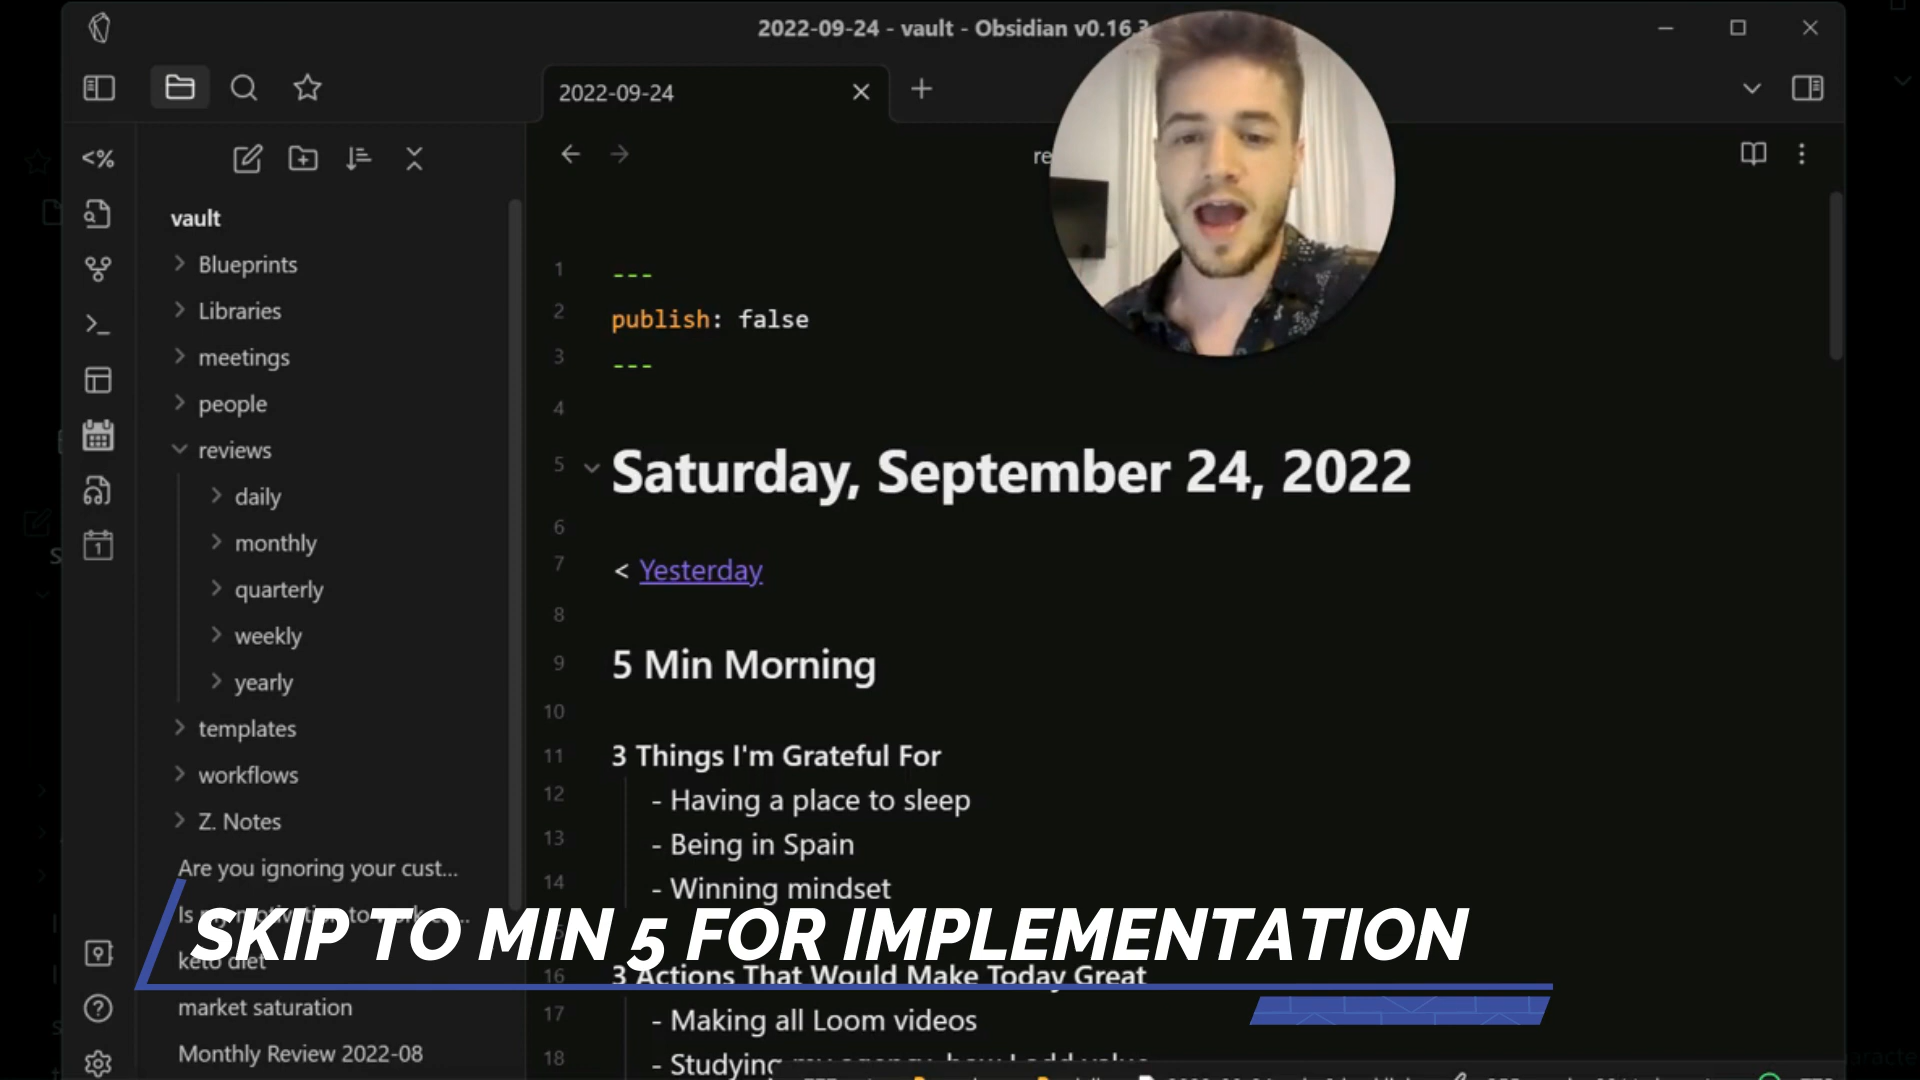 2022-09-24 - vault - Obsidian v0.16.3
2022-09-24
<%
vault
Blueprints
Libraries
meetings
people
reviews
daily
monthly
quarterly
weekly
yearly
templates
workflows
Z. Notes
Are you ignoring your cust...
keto diet
market saturation
Monthly Review 2022-08
re
1 ---
2 publish: false
3 ---
4
5 Saturday, September 24, 2022
6
7 < Yesterday
8
9 5 Min Morning
10
11 3 Things I'm Grateful For
12 - Having a place to sleep
13 - Being in Spain
14 - Winning mindset
SKIP TO MIN 5 FOR IMPLEMENTATION
16 3 Actions That Would Make Today Great
17 - Making all Loom videos
18 - Studying